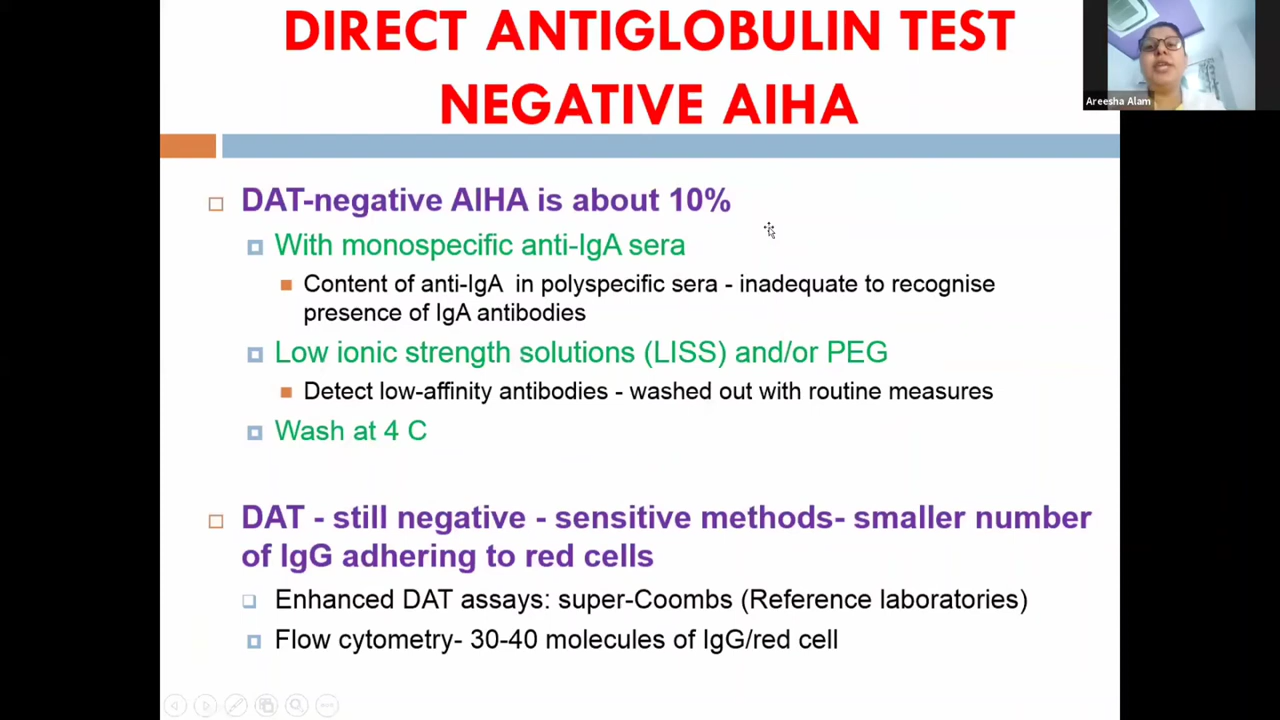 DIRECT ANTIGLOBULIN TEST
NEGATIVE AIHA
Areesha Alam
DAT-negative AIHA is about 10%
With monospecific anti-IgA sera
Content of anti-IgA in polyspecific sera - inadequate to recognise
presence of IgA antibodies
Low ionic strength solutions (LISS) and/or PEG
Detect low-affinity antibodies - washed out with routine measures
Wash at 4 C
DAT - still negative - sensitive methods- smaller number
of IgG adhering to red cells
Enhanced DAT assays: super-Coombs (Reference laboratories)
Flow cytometry- 30-40 molecules of IgG/red cell